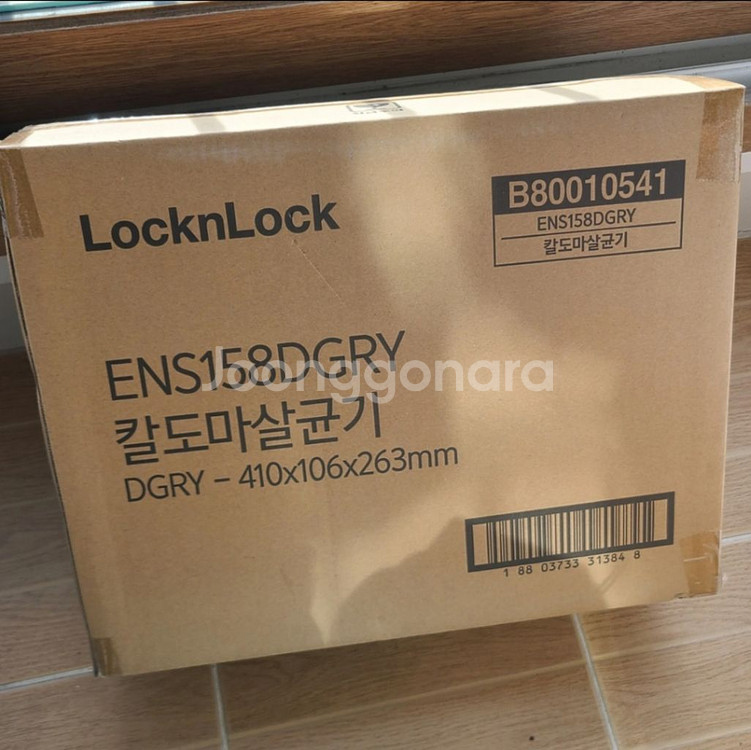 LocknLock
B80010541
ENS158DGRY
칼도마살균기
ENS158DGRY
Joonggonara
칼도마살균기
DGRY – 410x106x263mm
1 88 03733 31384 8